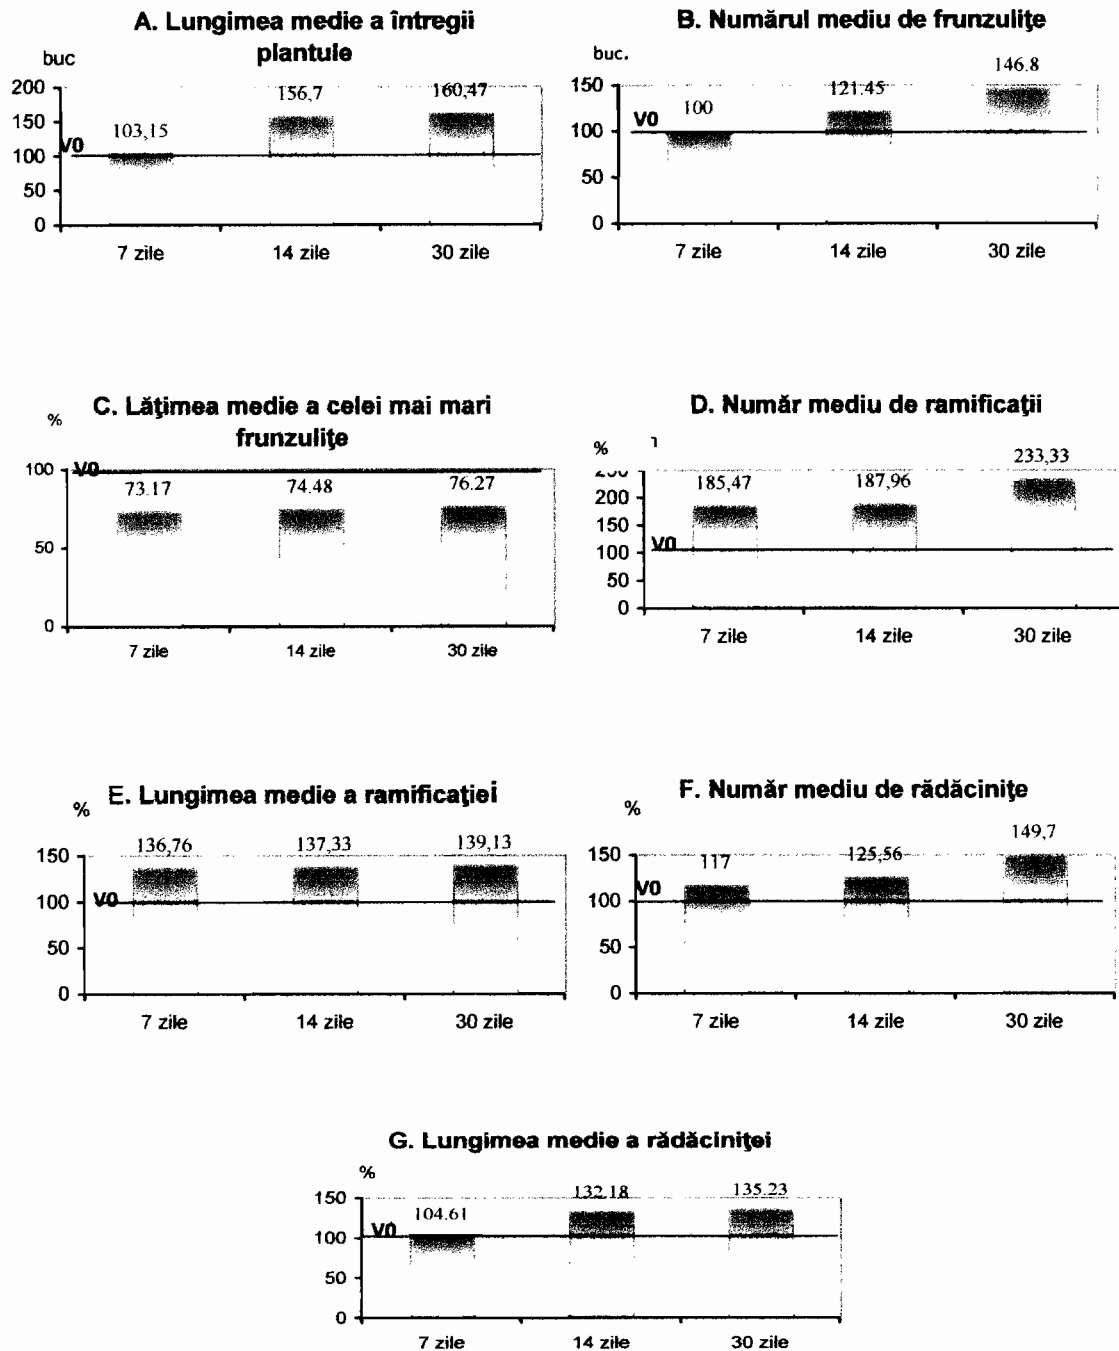 A. Lungimea medie a întregii
plantule
buc
200
150
100
50
0
V0
103,15
156,7
160,47
7 zile
14 zile
30 zile
B. Numărul mediu de frunzulițe
buc.
150
100
50
0
V0
100
121.45
146.8
7 zile
14 zile
30 zile
C. Lățimea medie a celei mai mari
frunzulițe
%
100
50
0
V0
73.17
74.48
76.27
7 zile
14 zile
30 zile
D. Număr mediu de ramificații
%
250
200
150
100
50
0
V0
185,47
187,96
233,33
7 zile
14 zile
30 zile
E. Lungimea medie a ramificației
%
150
100
50
0
V0
136,76
137,33
139,13
7 zile
14 zile
30 zile
F. Număr mediu de rădăcinițe
%
150
100
50
0
V0
117
125,56
149,7
7 zile
14 zile
30 zile
G. Lungimea medie a rădăciniței
%
150
100
50
0
V0
104.61
132.18
135.23
7 zile
14 zile
30 zile